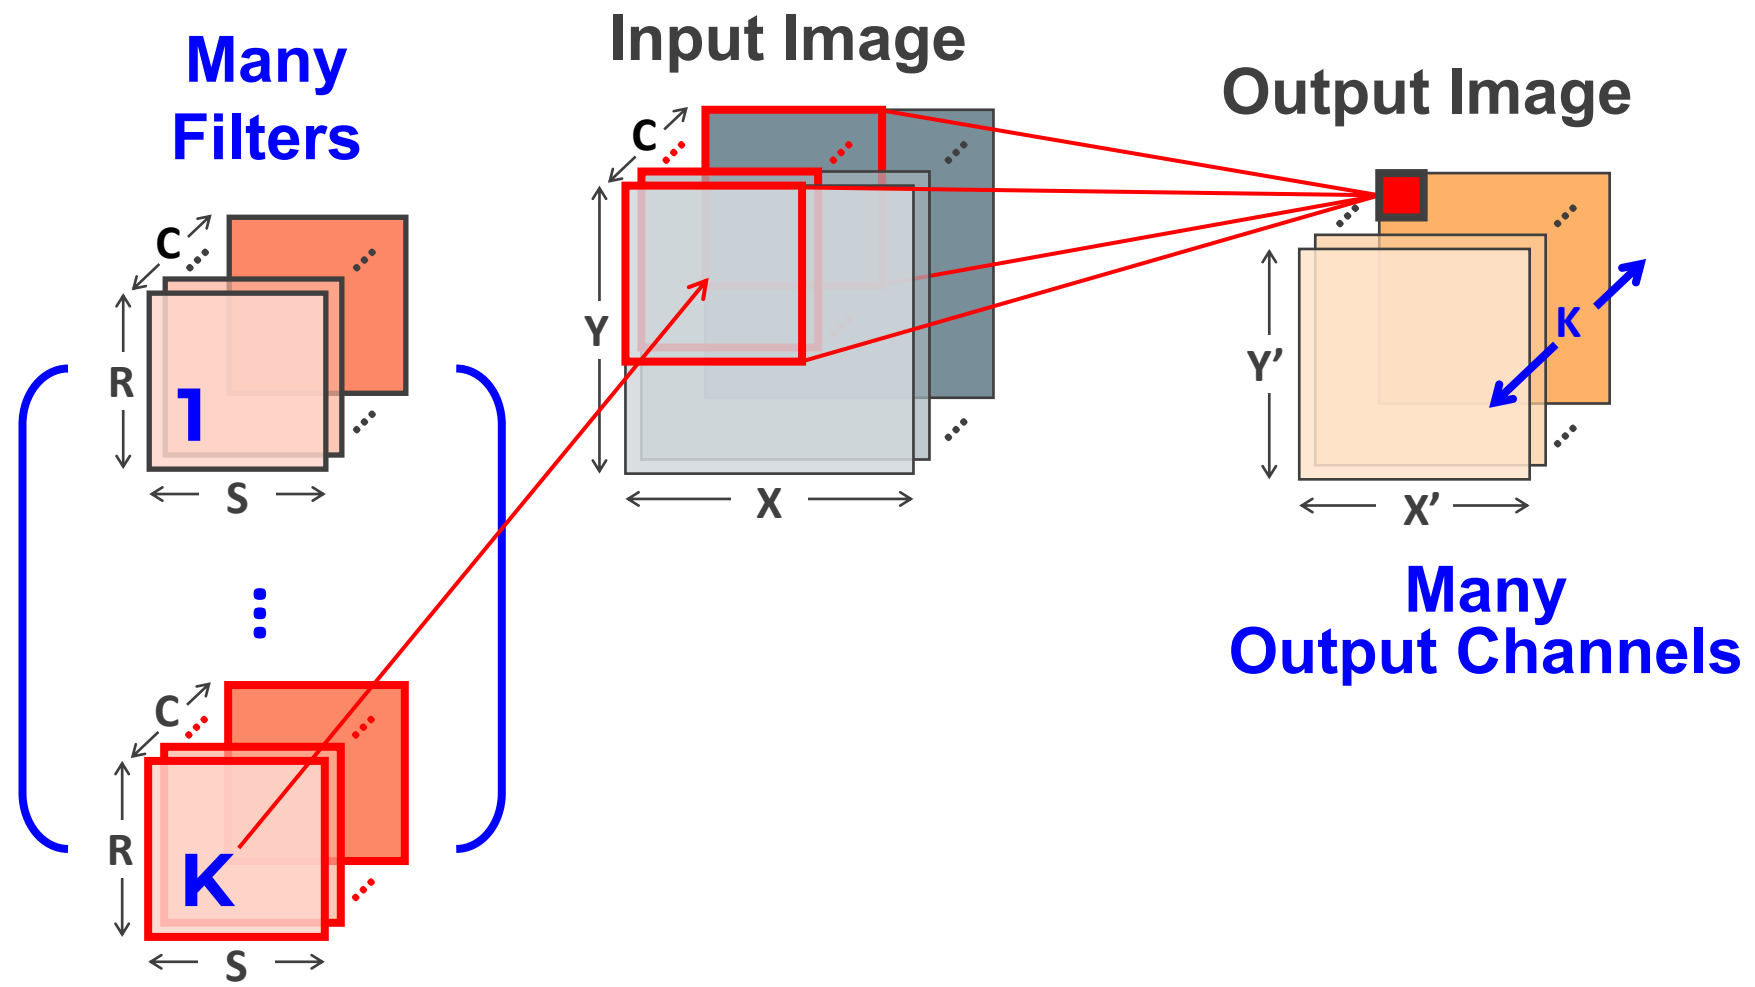 Many
Filters
C
R
1
S
C
R
K
S
Input Image
C
Y
X
Output Image
K
Y’
X’
Many
Output Channels